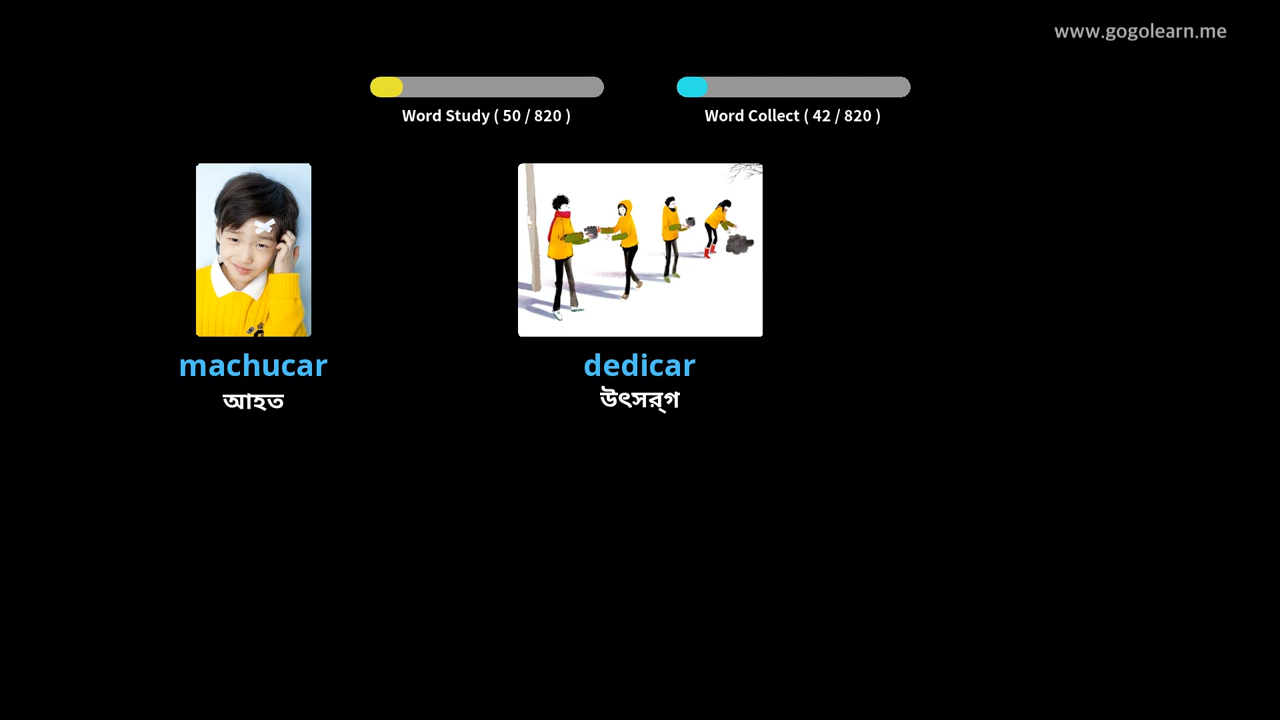 www.gogolearn.me
Word Study ( 50 / 820 )
Word Collect ( 42 / 820 )
machucar
আহত
dedicar
উৎসর্গ